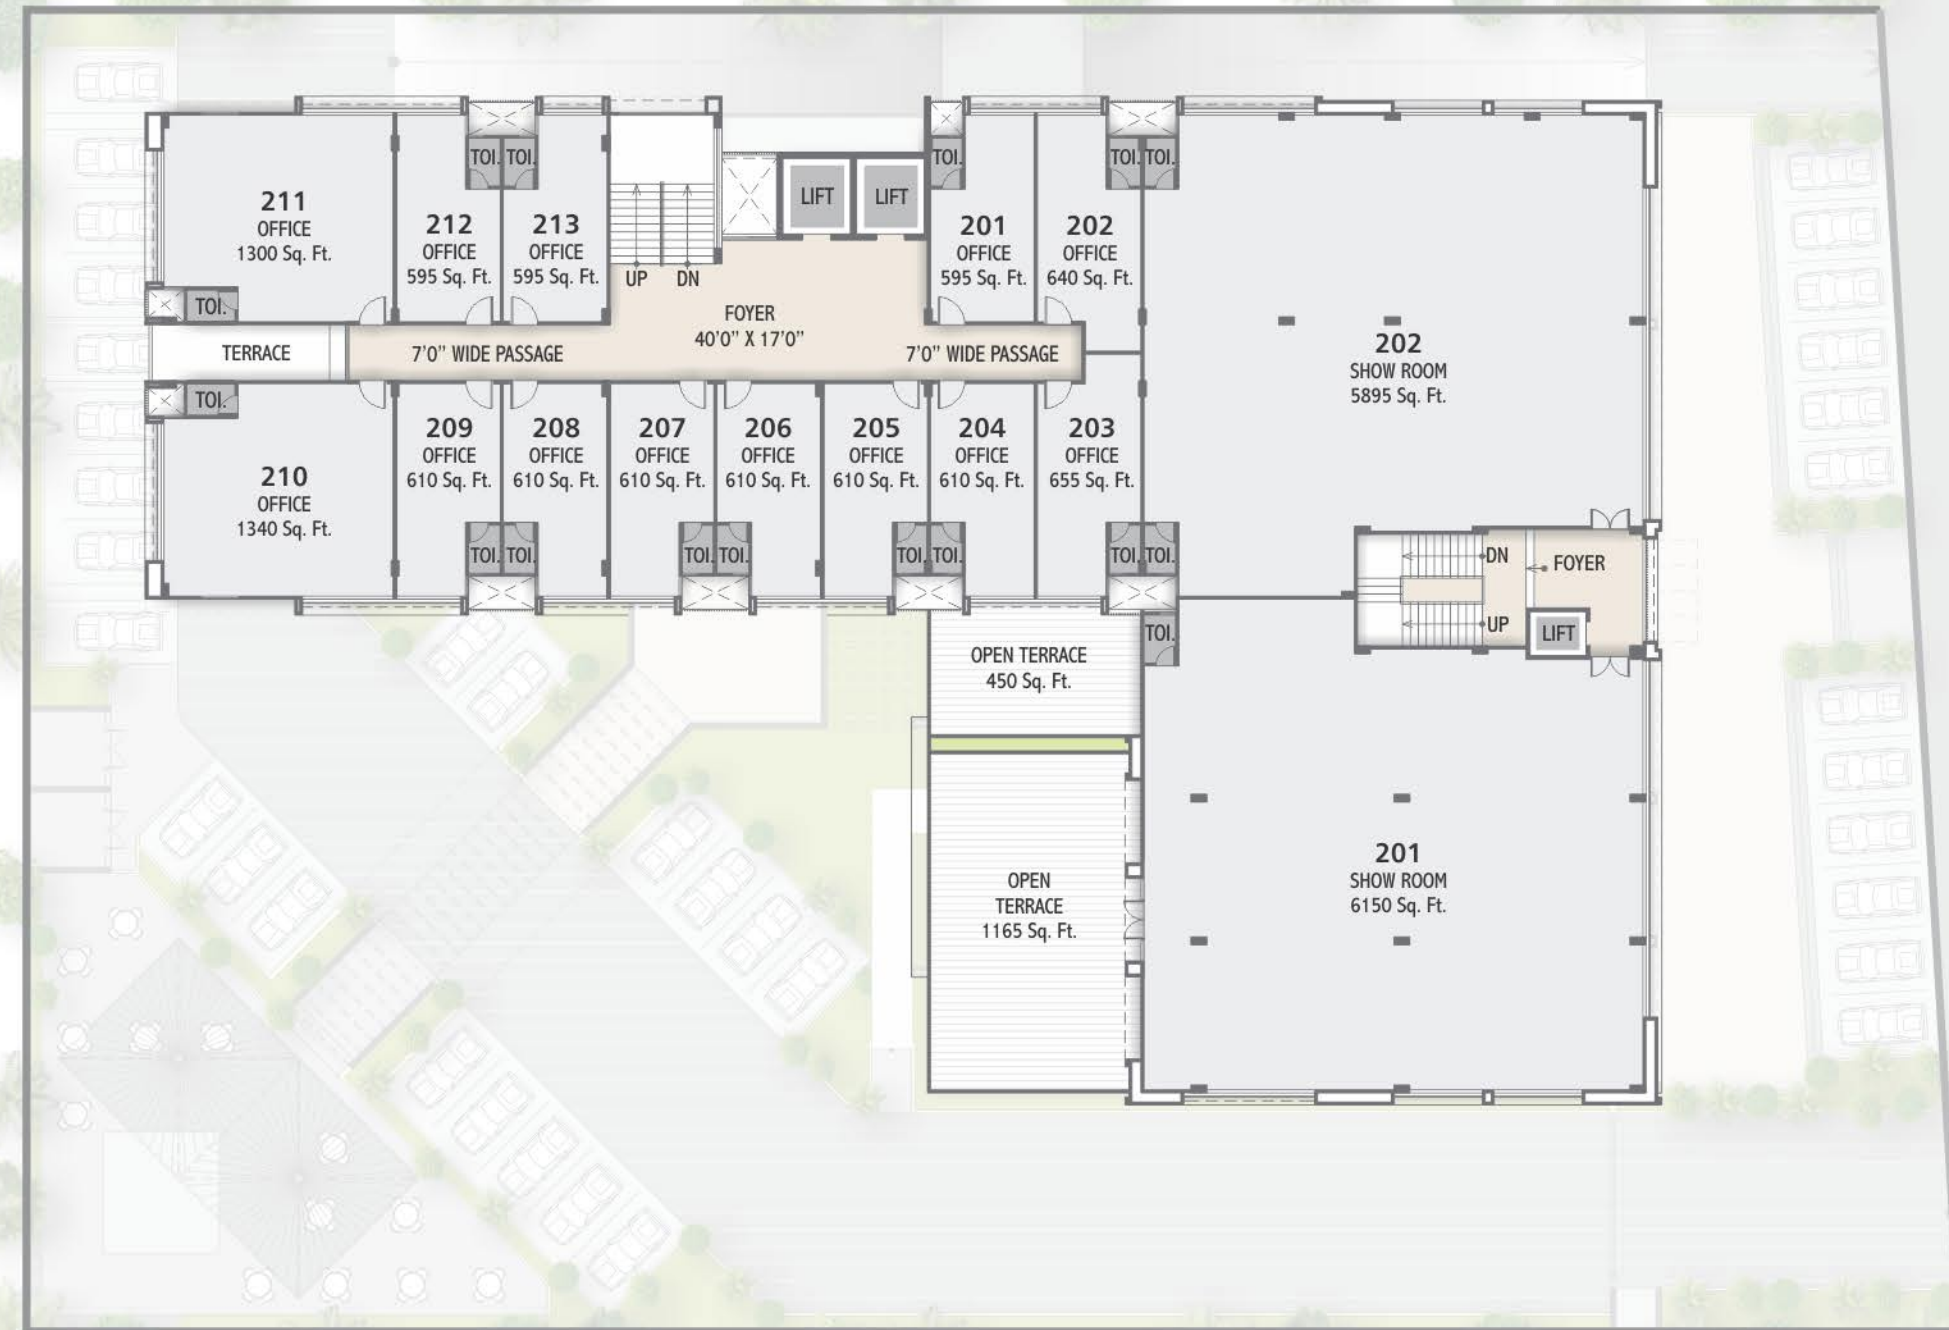 TOI.
TOI.
TOI.
TOI.
TOI.
LIFT
LIFT
211
OFFICE
1300 Sq. Ft.
212
OFFICE
595 Sq. Ft.
213
OFFICE
595 Sq. Ft.
201
OFFICE
595 Sq. Ft.
202
OFFICE
640 Sq. Ft.
UP
DN
TOI.
FOYER
40'0" X 17'0"
TERRACE
7'0" WIDE PASSAGE
7'0" WIDE PASSAGE
202
SHOW ROOM
5895 Sq. Ft.
TOI.
210
OFFICE
1340 Sq. Ft.
209
OFFICE
610 Sq. Ft.
208
OFFICE
610 Sq. Ft.
207
OFFICE
610 Sq. Ft.
206
OFFICE
610 Sq. Ft.
205
OFFICE
610 Sq. Ft.
204
OFFICE
610 Sq. Ft.
203
OFFICE
655 Sq. Ft.
TOI.
TOI.
TOI.
TOI.
TOI.
TOI.
TOI.
TOI.
DN
FOYER
UP
LIFT
TOI.
OPEN TERRACE
450 Sq. Ft.
OPEN
TERRACE
1165 Sq. Ft.
201
SHOW ROOM
6150 Sq. Ft.